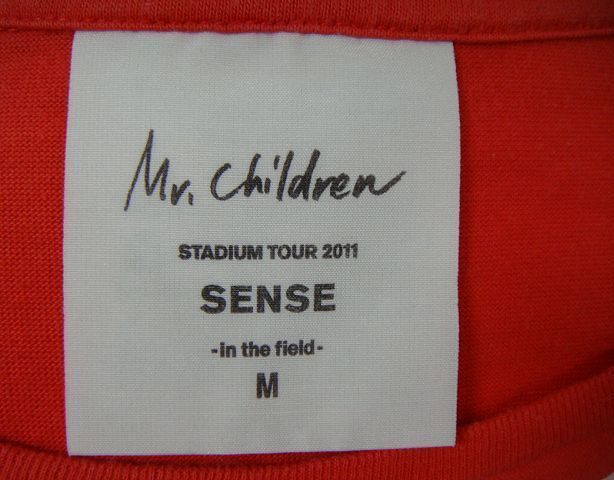 Mr. Children
STADIUM TOUR 2011
SENSE
-in the field-
M